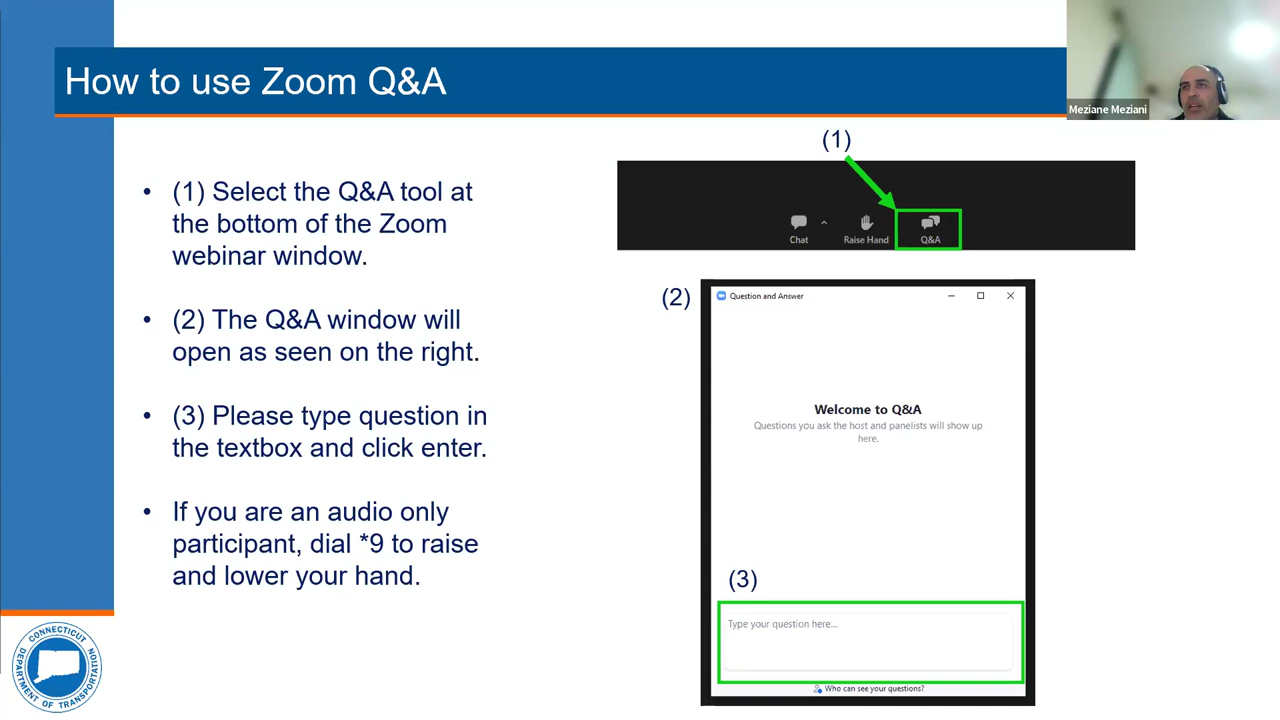 How to use Zoom Q&A
Meziane Meziani
• (1) Select the Q&A tool at
the bottom of the Zoom
webinar window.
• (2) The Q&A window will
open as seen on the right.
• (3) Please type question in
the textbox and click enter.
• If you are an audio only
participant, dial *9 to raise
and lower your hand.
(1)
Chat
Raise Hand
Q&A
(2)
Question and Answer
Welcome to Q&A
Questions you ask the host and panelists will show up
here.
(3)
Type your question here...
Who can see your questions?
CONNECTICUT
DEPARTMENT OF TRANSPORTATION